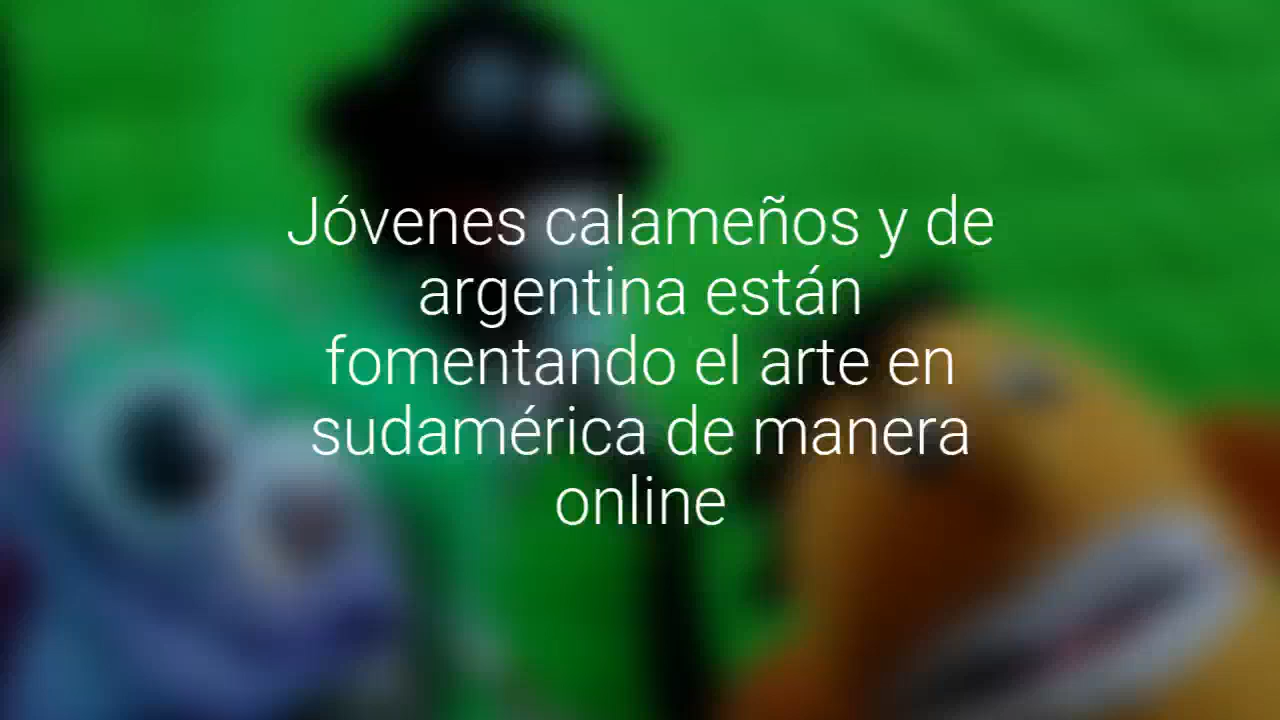 Jóvenes calameños y de
argentina están
fomentando el arte en
sudamérica de manera
online